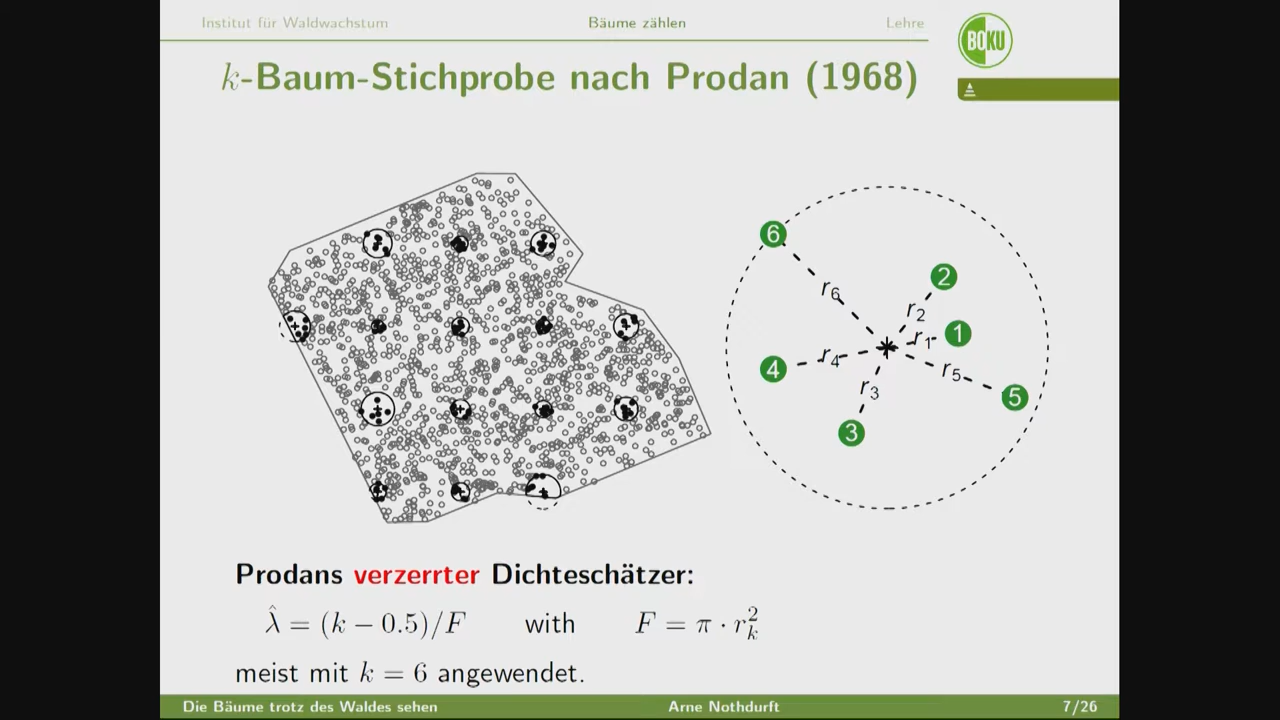 Institut für Waldwachstum Bäume zählen Lehre
BOKU
k-Baum-Stichprobe nach Prodan (1968)
6
2
r6
r2
1
r1
4
r4
r5
r3
5
3
Prodans verzerrter Dichteschätzer:
λ̂ = (k − 0.5)/F with F = π · r_k^2
meist mit k = 6 angewendet.
Die Bäume trotz des Waldes sehen Arne Nothdurft 7/26